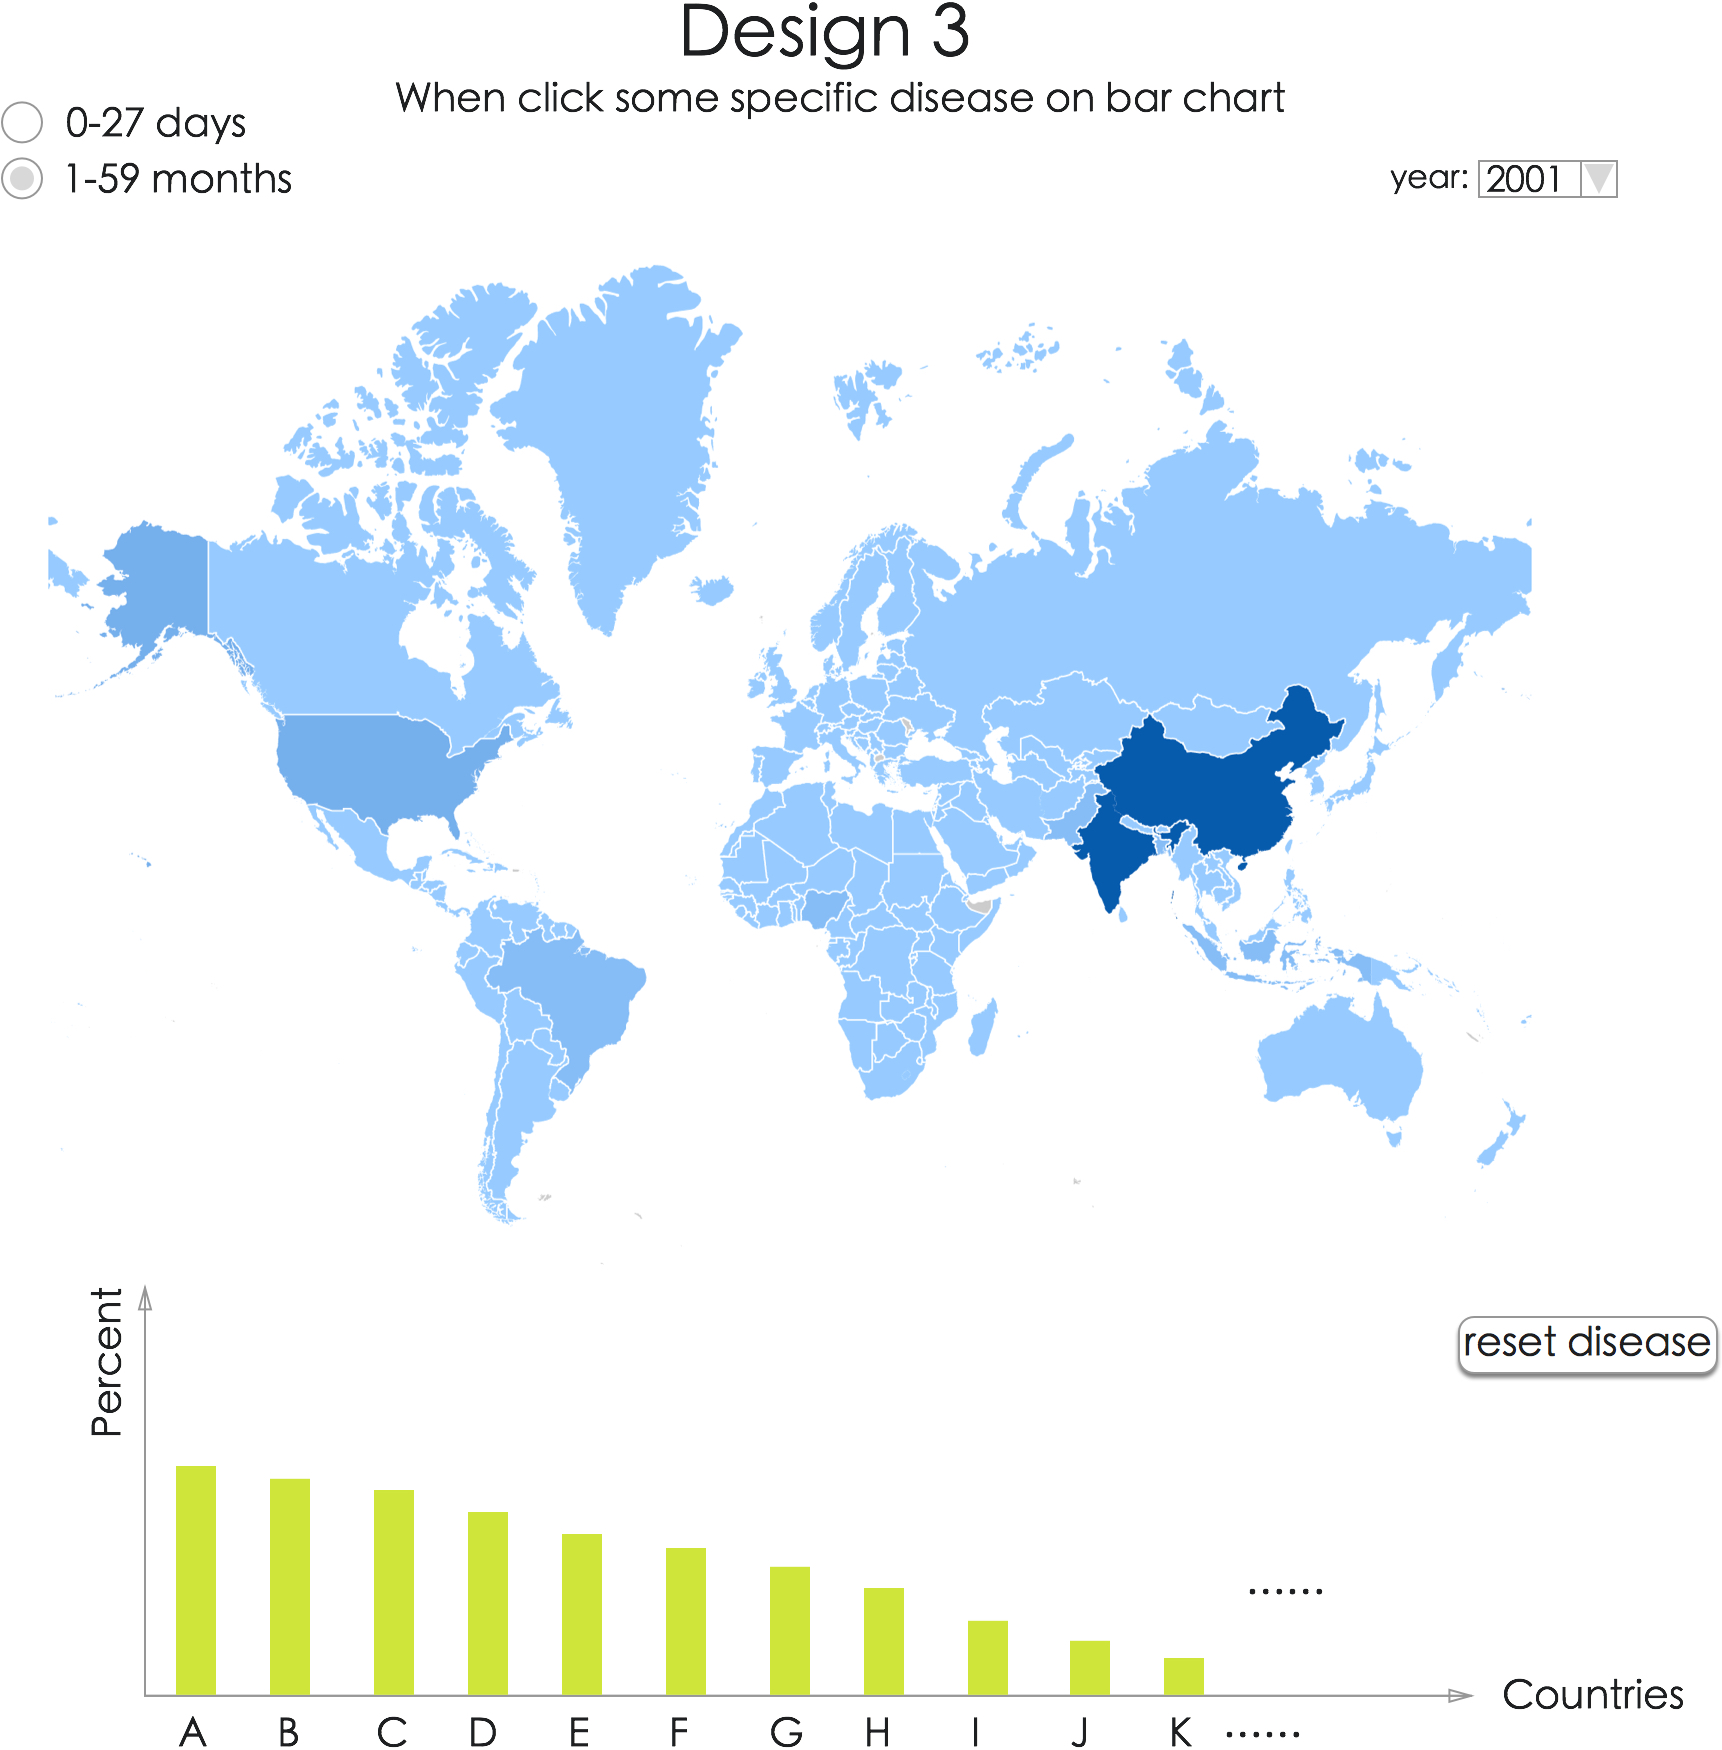 Design 3
When click some specific disease on bar chart
0-27 days
1-59 months
year: 2001
Percent
reset disease
......
Countries
A B C D E F G H I J K ......